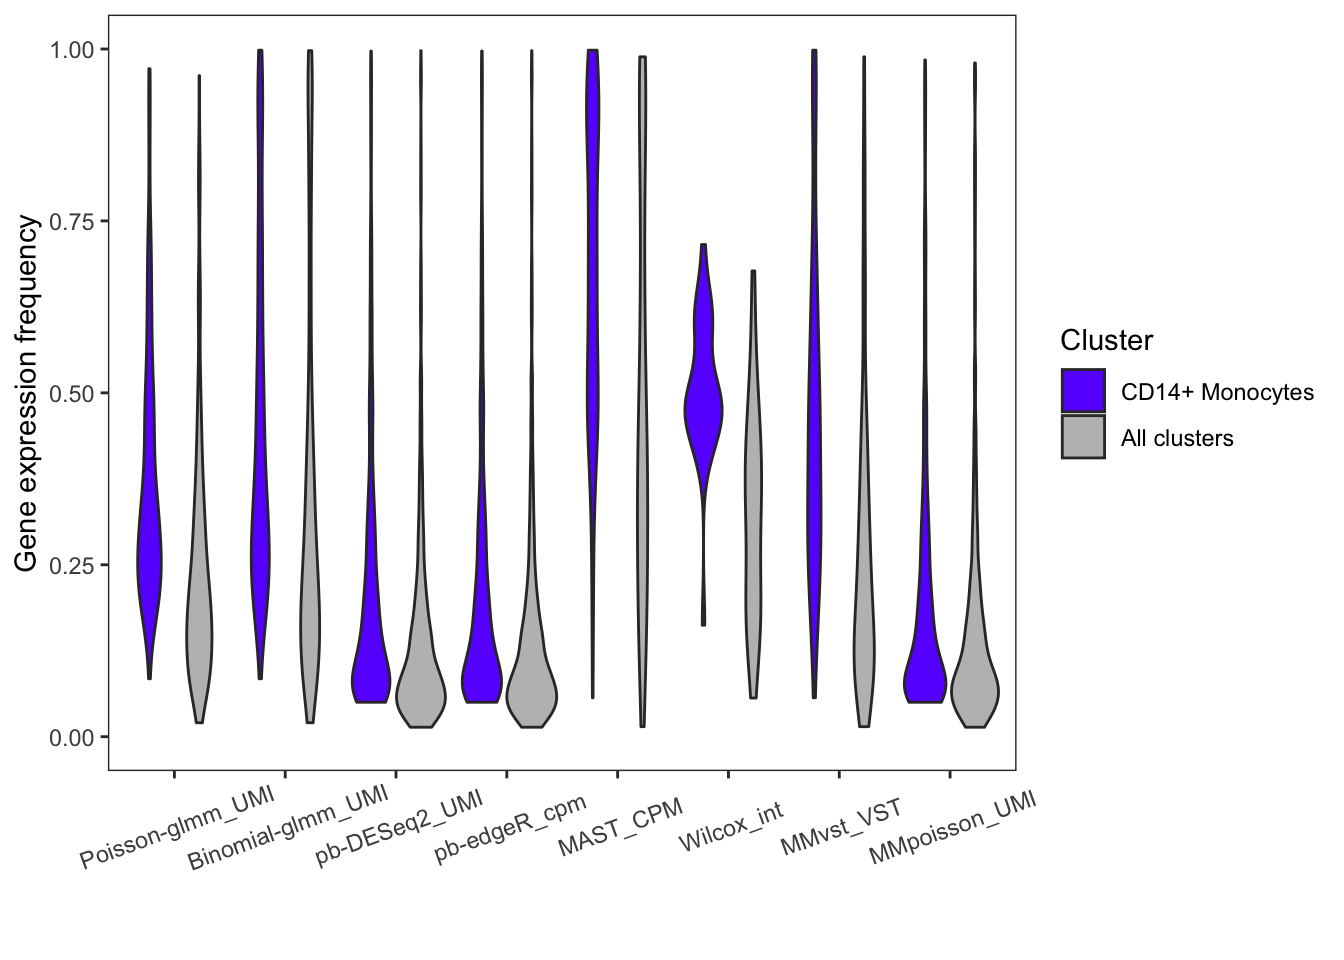 1.00
0.75
0.50
0.25
0.00
Gene expression frequency
Poisson-glmm_UMI
Binomial-glmm_UMI
pb-DESeq2_UMI
pb-edgeR_cpm
MAST_CPM
Wilcox_int
MMvst_VST
MMpoisson_UMI
Cluster
CD14+ Monocytes
All clusters